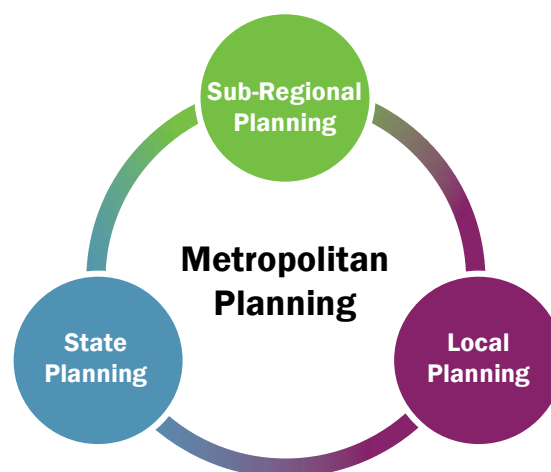 Sub-Regional
Planning
Metropolitan
Planning
State
Planning
Local
Planning